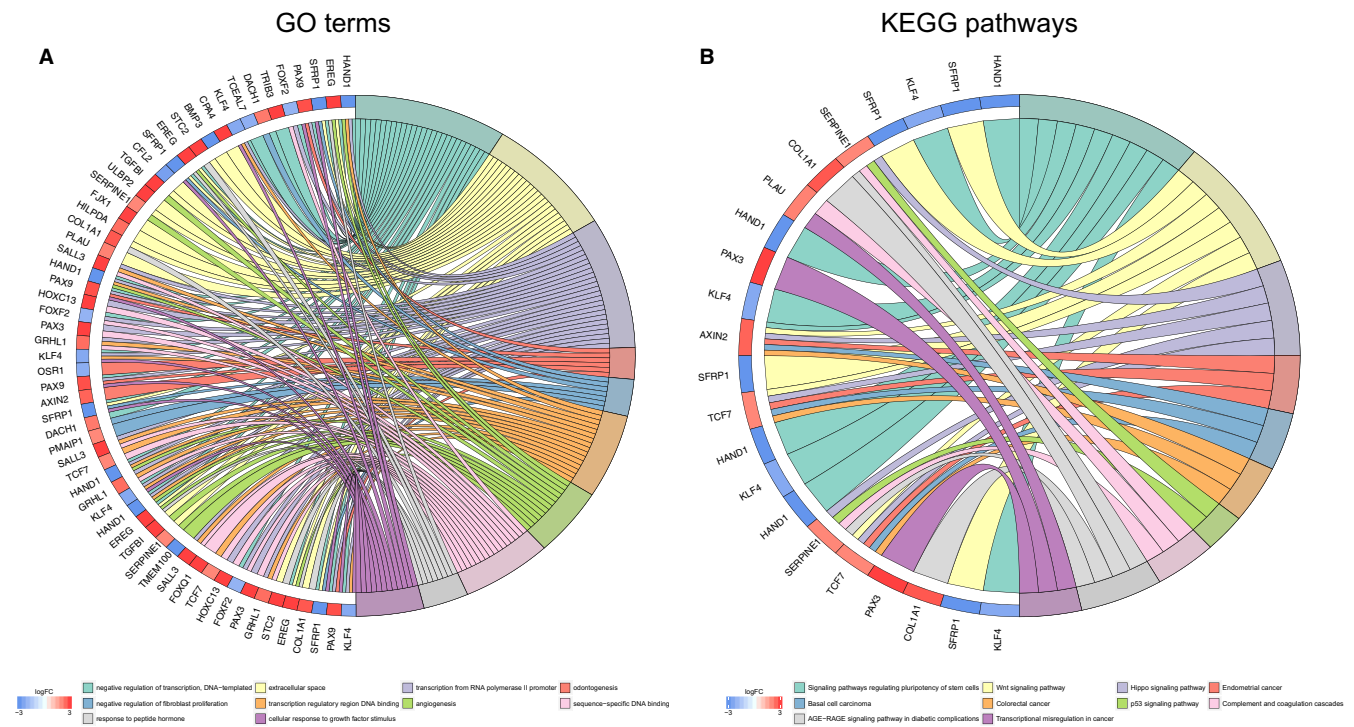 GO terms
KEGG pathways
A
HAND1
EREG
SFRP1
PAX9
FOXF2
TRIB3
DACH1
TCEAL7
KLF4
CPA4
BMP3
STC2
EREG
SFRP1
CFL2
TGFBI
ULBP2
SERPINE1
FJX1
HILPDA
COL1A1
PLAU
SALL3
HAND1
PAX9
HOXC13
FOXF2
PAX3
GRHL1
KLF4
OSR1
PAX9
AXIN2
SFRP1
DACH1
PMAIP1
SALL3
TCF7
HAND1
GRHL1
KLF4
HAND1
EREG
TGFBI
SERPINE1
TMEM100
SALL3
FOXQ1
TCF7
HOXC13
FOXF2
PAX3
GRHL1
STC2
EREG
COL1A1
SFRP1
PAX9
KLF4
logFC
−3 3
negative regulation of transcription, DNA−templated
extracellular space
transcription from RNA polymerase II promoter
odontogenesis
negative regulation of fibroblast proliferation
transcription regulatory region DNA binding
angiogenesis
sequence−specific DNA binding
response to peptide hormone
cellular response to growth factor stimulus
B
HAND1
SFRP1
KLF4
SFRP1
SERPINE1
COL1A1
PLAU
HAND1
PAX3
KLF4
AXIN2
SFRP1
TCF7
HAND1
KLF4
HAND1
SERPINE1
TCF7
PAX3
COL1A1
SFRP1
KLF4
logFC
−3 3
Signaling pathways regulating pluripotency of stem cells
Wnt signaling pathway
Hippo signaling pathway
Endometrial cancer
Basal cell carcinoma
Colorectal cancer
p53 signaling pathway
Complement and coagulation cascades
AGE−RAGE signaling pathway in diabetic complications
Transcriptional misregulation in cancer